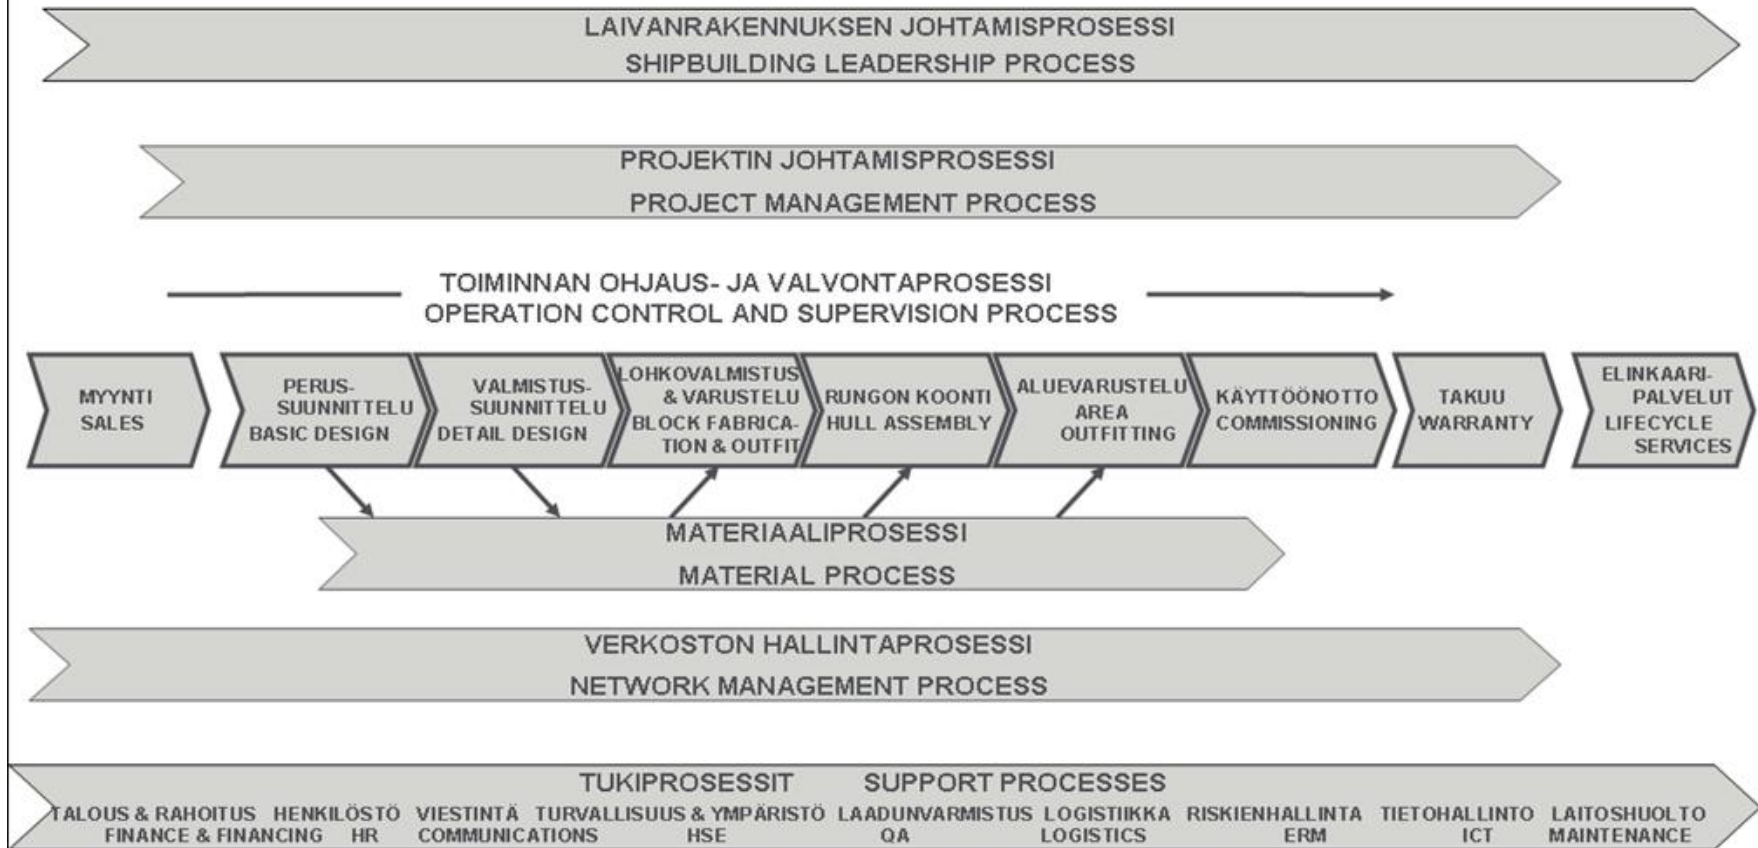 LAIVANRAKENNUKSEN JOHTAMISPROSESSI
SHIPBUILDING LEADERSHIP PROCESS
PROJEKTIN JOHTAMISPROSESSI
PROJECT MANAGEMENT PROCESS
TOIMINNAN OHJAUS- JA VALVONTAPROSESSI
OPERATION CONTROL AND SUPERVISION PROCESS
MYYNTI
SALES
PERUS-
SUUNNITTELU
BASIC DESIGN
VALMISTUS-
SUUNNITTELU
DETAIL DESIGN
LOHKOVALMISTUS
& VARUSTELU
BLOCK FABRICA-
TION & OUTFIT
RUNGON KOONTI
HULL ASSEMBLY
ALUEVARUSTELU
AREA
OUTFITTING
KÄYTTÖÖNOTTO
COMMISSIONING
TAKUU
WARRANTY
ELINKAARI-
PALVELUT
LIFECYCLE
SERVICES
MATERIAALIPROSESSI
MATERIAL PROCESS
VERKOSTON HALLINTAPROSESSI
NETWORK MANAGEMENT PROCESS
TUKIPROSESSIT SUPPORT PROCESSES
TALOUS & RAHOITUS HENKILÖSTÖ VIESTINTÄ TURVALLISUUS & YMPÄRISTÖ LAADUNVARMISTUS LOGISTIIKKA RISKIENHALLINTA TIETOHALLINTO LAITOSHUOLTO
FINANCE & FINANCING HR COMMUNICATIONS HSE QA LOGISTICS ERM ICT MAINTENANCE